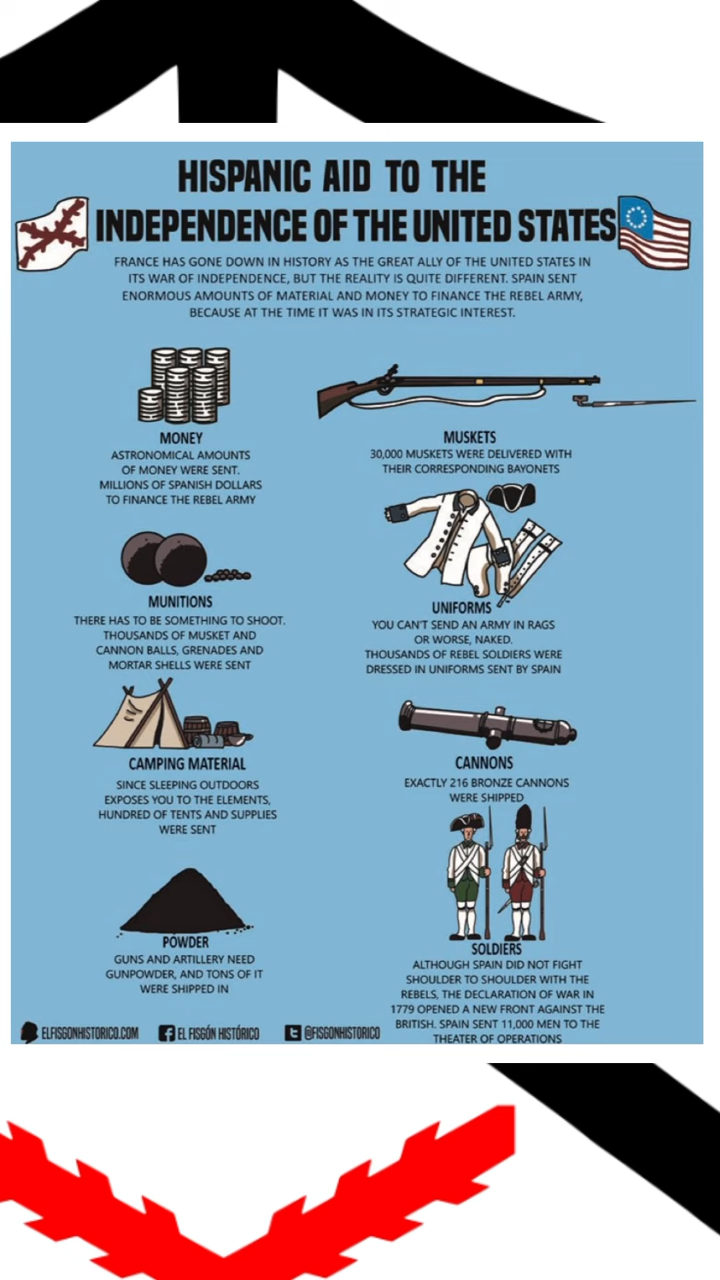 HISPANIC AID TO THE
INDEPENDENCE OF THE UNITED STATES
FRANCE HAS GONE DOWN IN HISTORY AS THE GREAT ALLY OF THE UNITED STATES IN
ITS WAR OF INDEPENDENCE, BUT THE REALITY IS QUITE DIFFERENT. SPAIN SENT
ENORMOUS AMOUNTS OF MATERIAL AND MONEY TO FINANCE THE REBEL ARMY,
BECAUSE AT THE TIME IT WAS IN ITS STRATEGIC INTEREST.
MONEY
ASTRONOMICAL AMOUNTS
OF MONEY WERE SENT.
MILLIONS OF SPANISH DOLLARS
TO FINANCE THE REBEL ARMY
MUSKETS
30,000 MUSKETS WERE DELIVERED WITH
THEIR CORRESPONDING BAYONETS
MUNITIONS
THERE HAS TO BE SOMETHING TO SHOOT.
THOUSANDS OF MUSKET AND
CANNON BALLS, GRENADES AND
MORTAR SHELLS WERE SENT
UNIFORMS
YOU CAN'T SEND AN ARMY IN RAGS
OR WORSE, NAKED.
THOUSANDS OF REBEL SOLDIERS WERE
DRESSED IN UNIFORMS SENT BY SPAIN
CAMPING MATERIAL
SINCE SLEEPING OUTDOORS
EXPOSES YOU TO THE ELEMENTS,
HUNDRED OF TENTS AND SUPPLIES
WERE SENT
CANNONS
EXACTLY 216 BRONZE CANNONS
WERE SHIPPED
POWDER
GUNS AND ARTILLERY NEED
GUNPOWDER, AND TONS OF IT
WERE SHIPPED IN
SOLDIERS
ALTHOUGH SPAIN DID NOT FIGHT
SHOULDER TO SHOULDER WITH THE
REBELS, THE DECLARATION OF WAR IN
1779 OPENED A NEW FRONT AGAINST THE
BRITISH. SPAIN SENT 11,000 MEN TO THE
THEATER OF OPERATIONS
ELFISGONHISTORICO.COM
EL FISGÓN HISTÓRICO
@FISGONHISTORICO